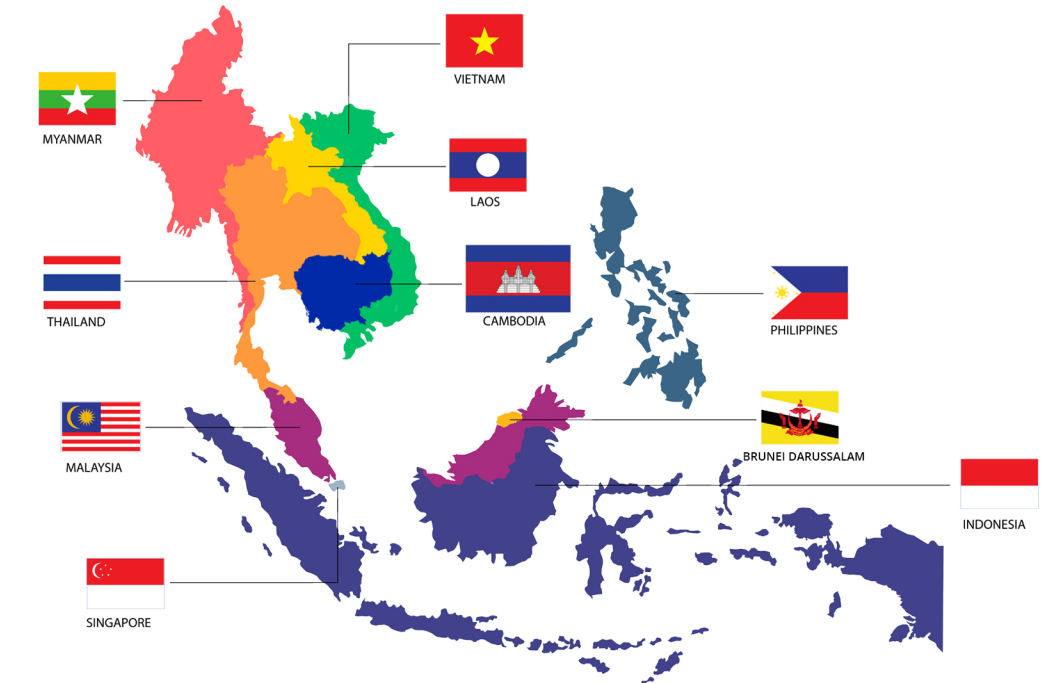 VIETNAM
MYANMAR
LAOS
THAILAND
CAMBODIA
PHILIPPINES
MALAYSIA
BRUNEI DARUSSALAM
INDONESIA
SINGAPORE